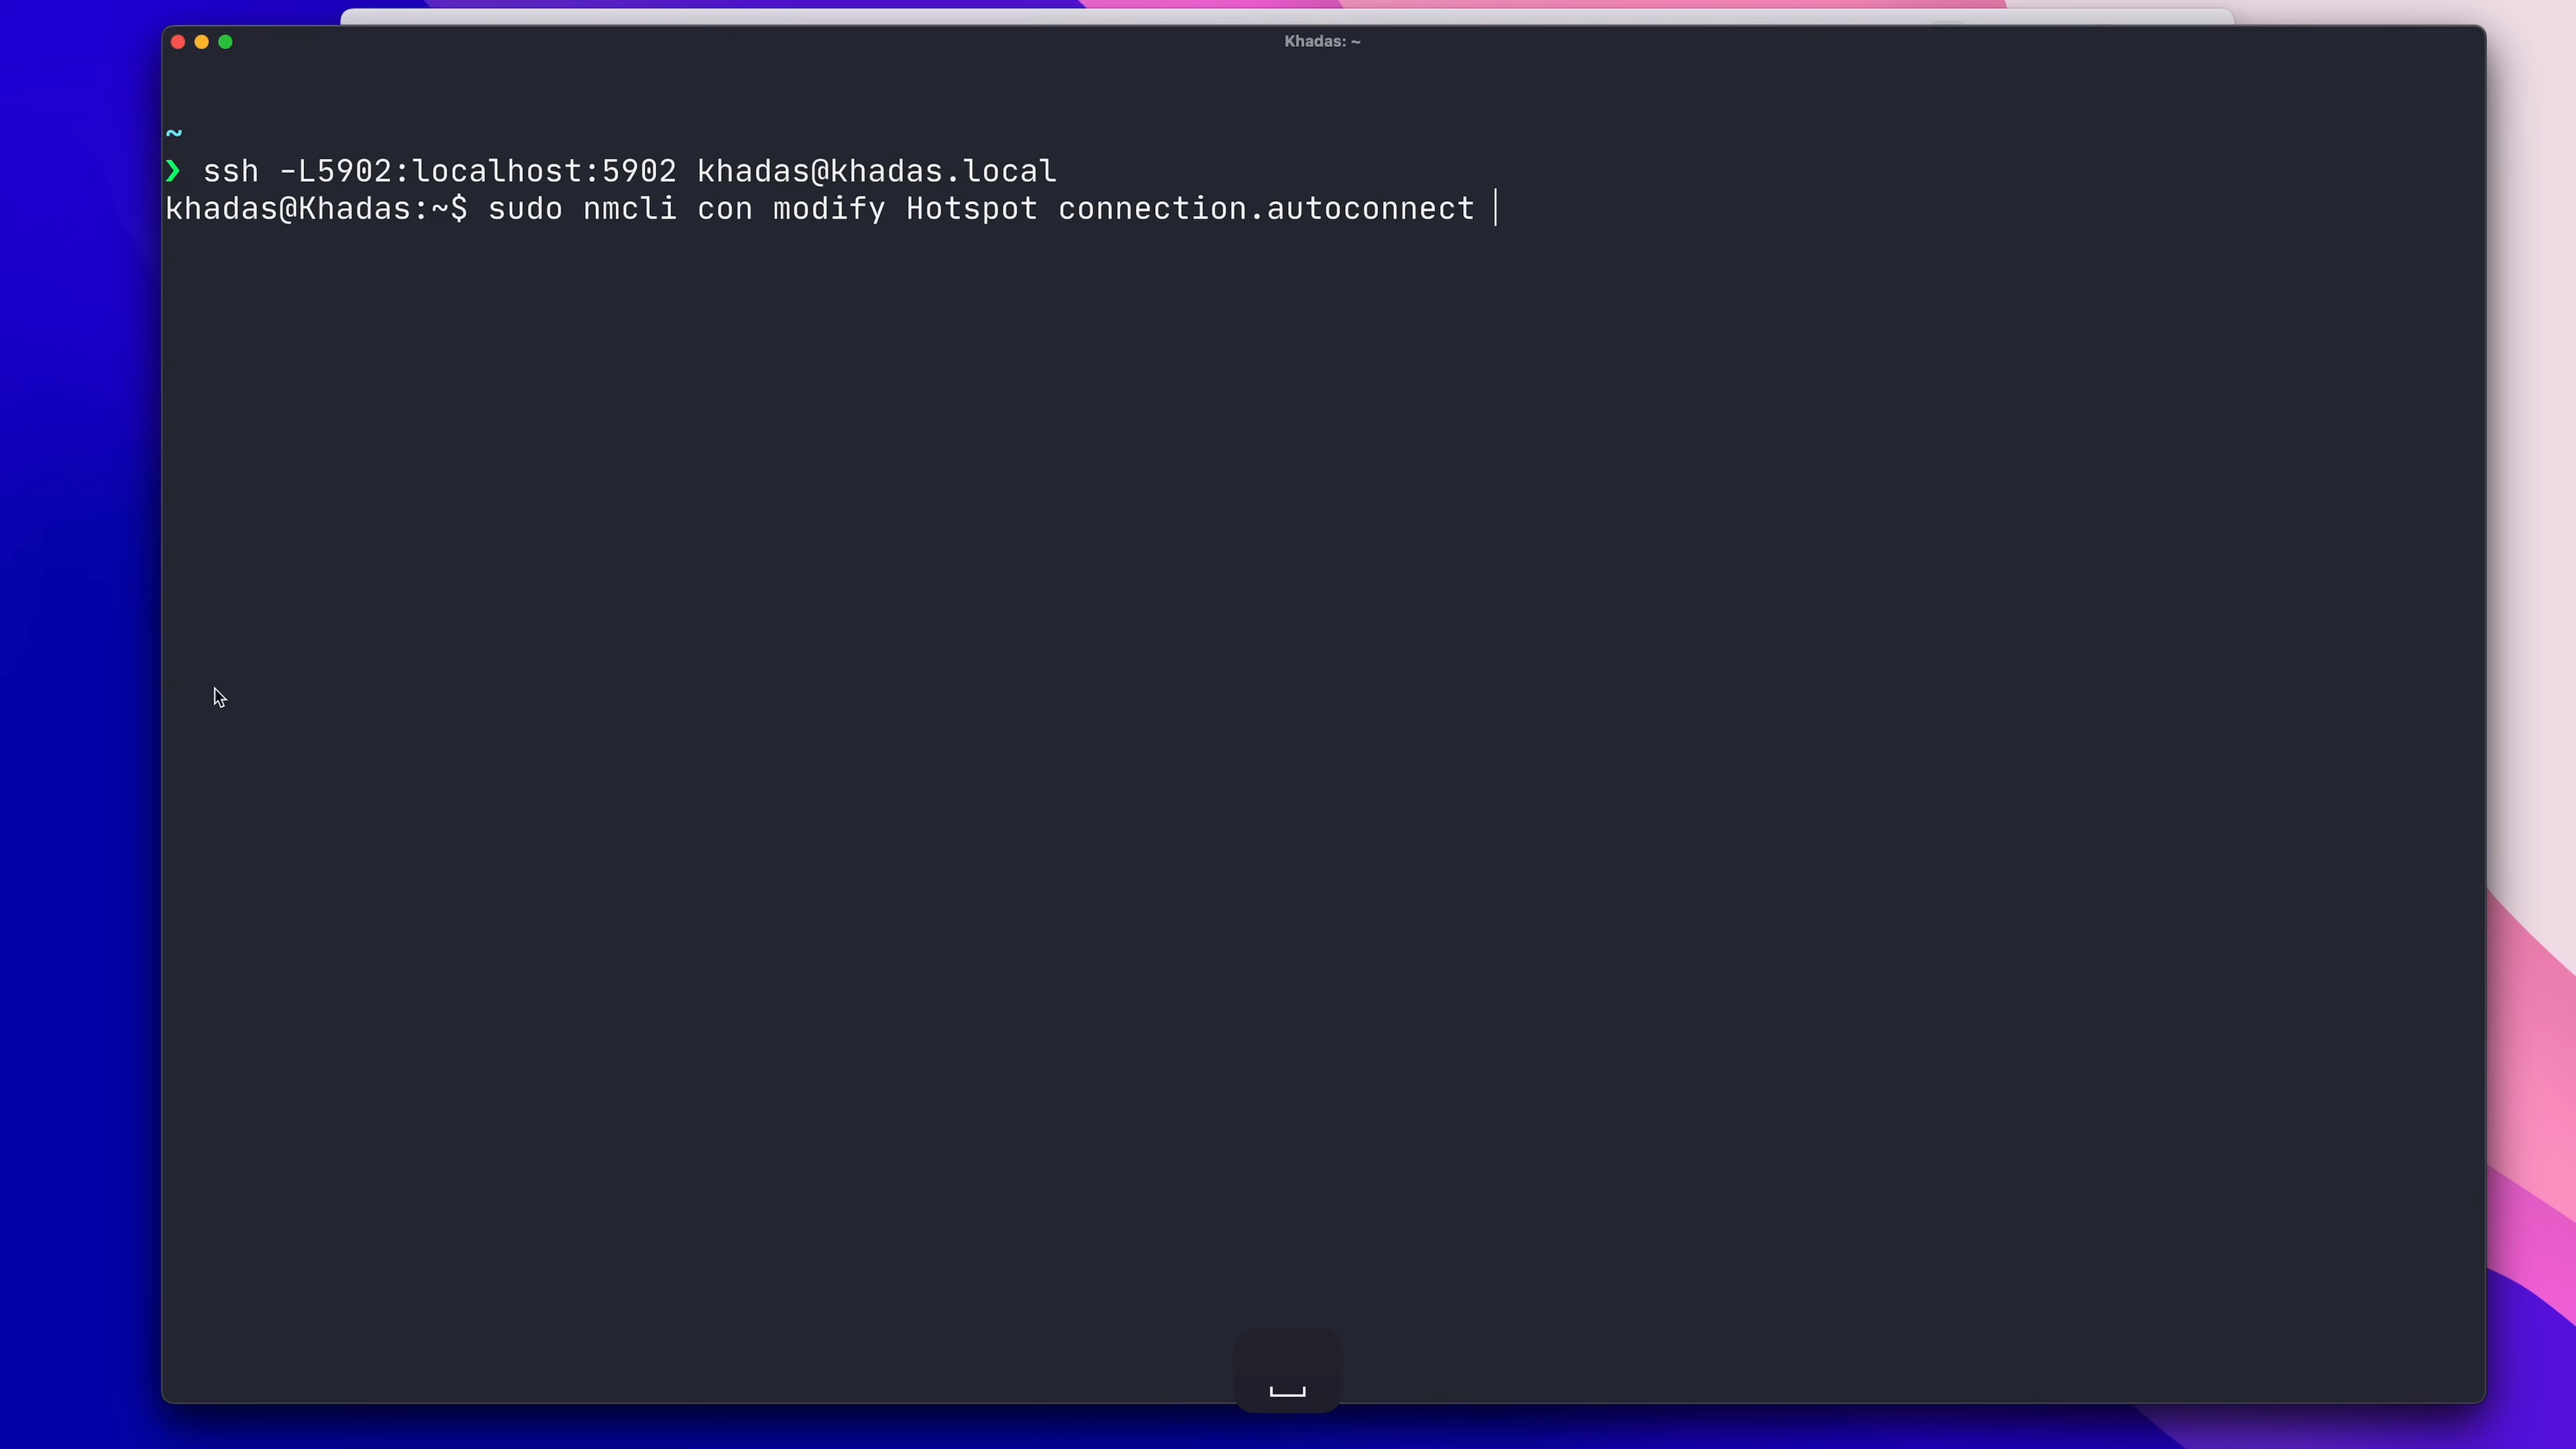 Khadas: ~
~
❯ ssh -L5902:localhost:5902 khadas@khadas.local
khadas@Khadas:~$ sudo nmcli con modify Hotspot connection.autoconnect